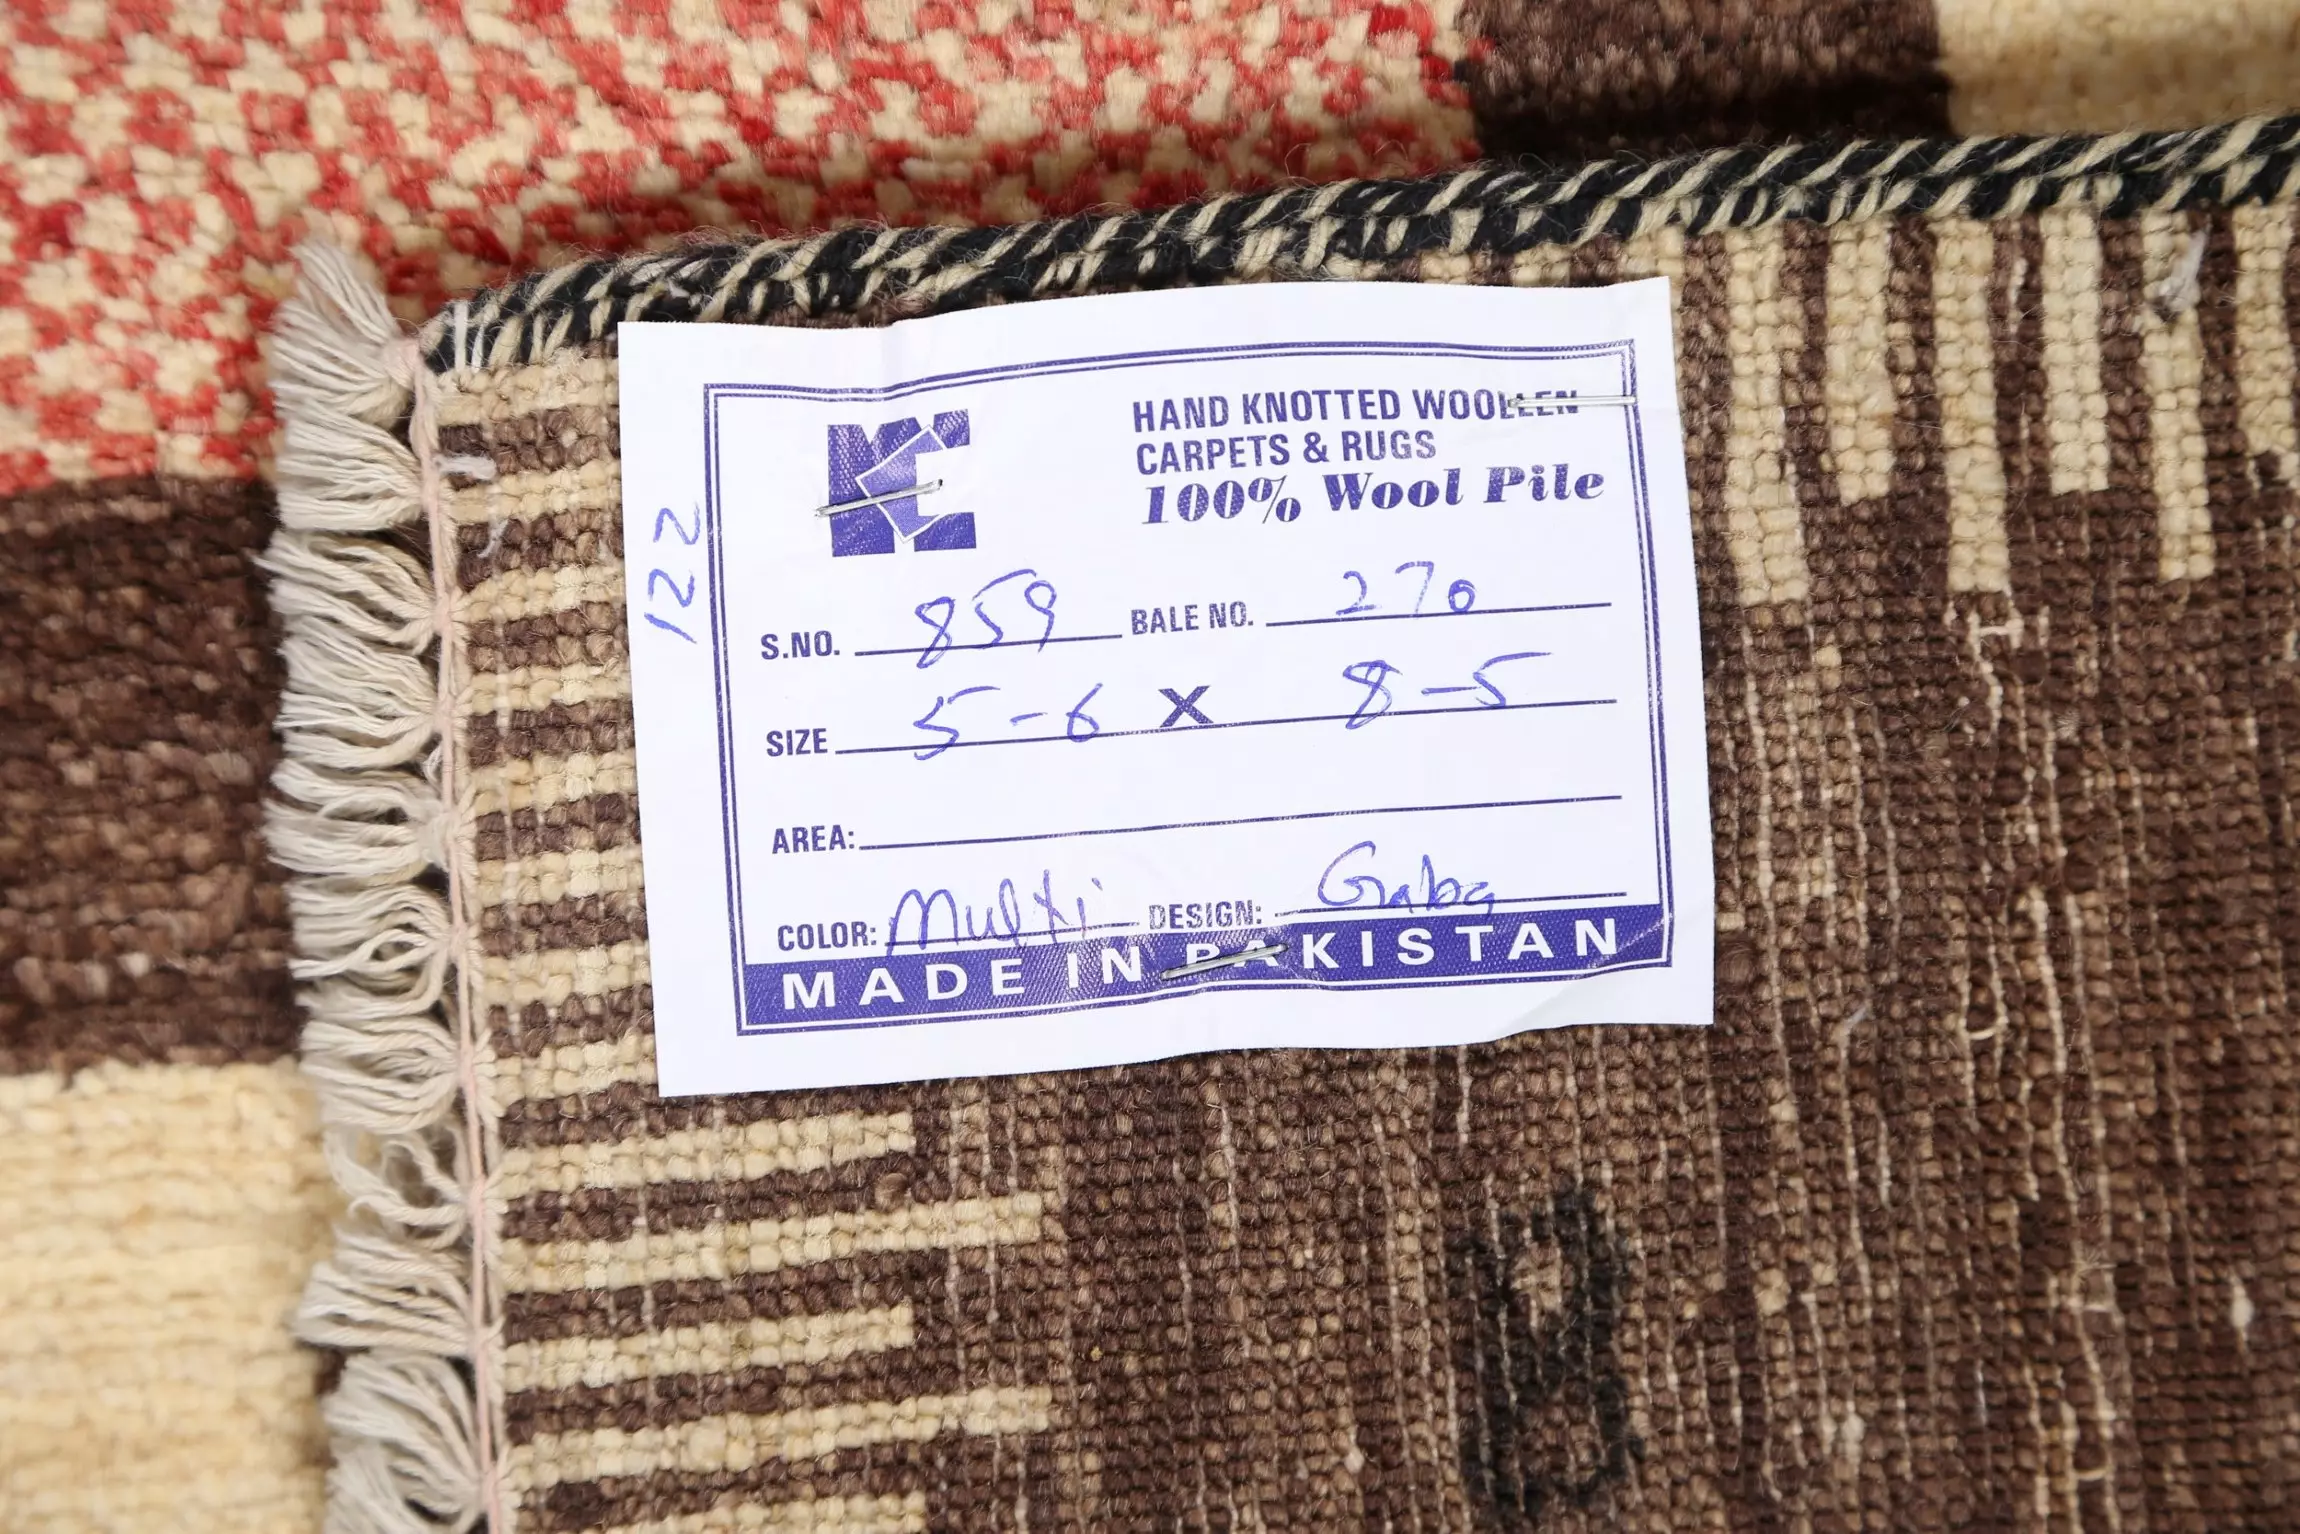 HAND KNOTTED WOOLLEN
CARPETS & RUGS
100% Wool Pile
122
S.NO. 859 BALE NO. 270
SIZE 5-6 X 8-5
AREA:
COLOR: Multi DESIGN: Gaba
MADE IN PAKISTAN